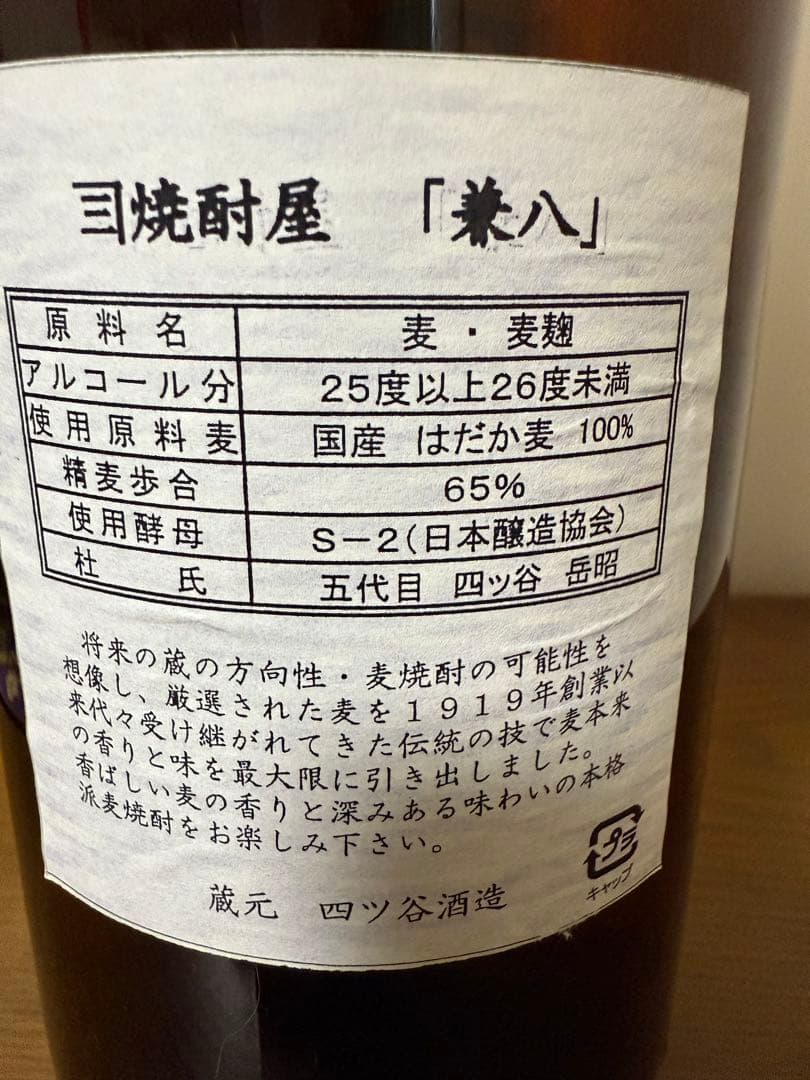 焼酎屋 「兼八」
原料名 麦・麦麹
アルコール分 25度以上26度未満
使用原料麦 国産 はだか麦 100%
精麦歩合 65%
使用酵母 S-2(日本醸造協会)
杜氏 五代目 四ツ谷 岳昭
将来の蔵の方向性・麦焼酎の可能性を
想像し、厳選された麦を1919年創業以
来代々受け継がれてきた伝統の技で麦本来
の香りと味を最大限に引き出しました。
香ばしい麦の香りと深みある味わいの本格
派麦焼酎をお楽しみ下さい。
プラ
キャップ
蔵元 四ツ谷酒造